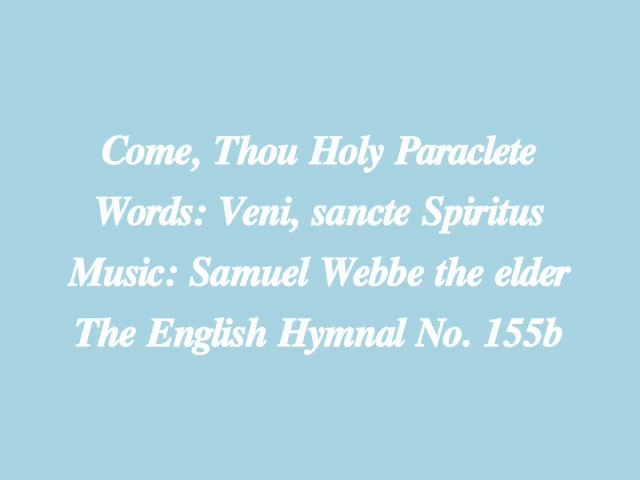 Come, Thou Holy Paraclete
Words: Veni, sancte Spiritus
Music: Samuel Webbe the elder
The English Hymnal No. 155b